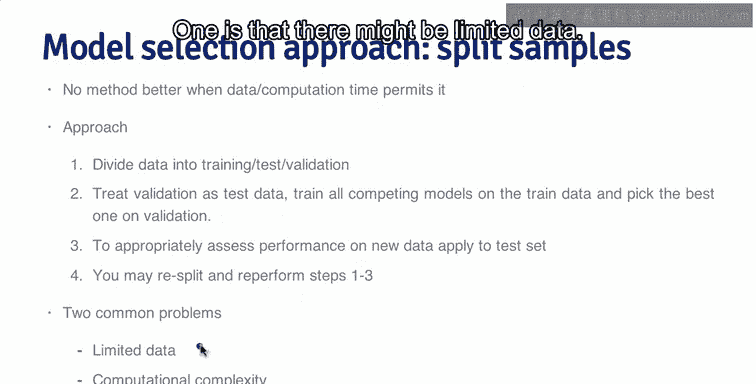 One is that there might be limited data.
Model selection approach: split samples
· No method better when data/computation time permits it
· Approach
1. Divide data into training/test/validation
2. Treat validation as test data, train all competing models on the train data and pick the best
one on validation.
3. To appropriately assess performance on new data apply to test set
4. You may re-split and reperform steps 1-3
· Two common problems
- Limited data
- Computational complexity